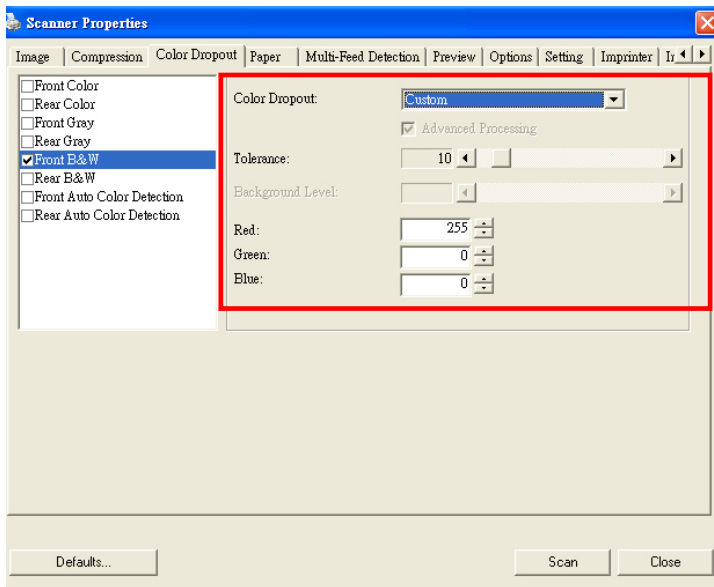 Scanner Properties
Image Compression Color Dropout Paper Multi-Feed Detection Preview Options Setting Imprinter
Front Color
Rear Color
Front Gray
Rear Gray
Front B&W
Rear B&W
Front Auto Color Detection
Rear Auto Color Detection
Color Dropout: Custom
Advanced Processing
Tolerance: 10
Background Level:
Red: 255
Green: 0
Blue: 0
Defaults... Scan Close